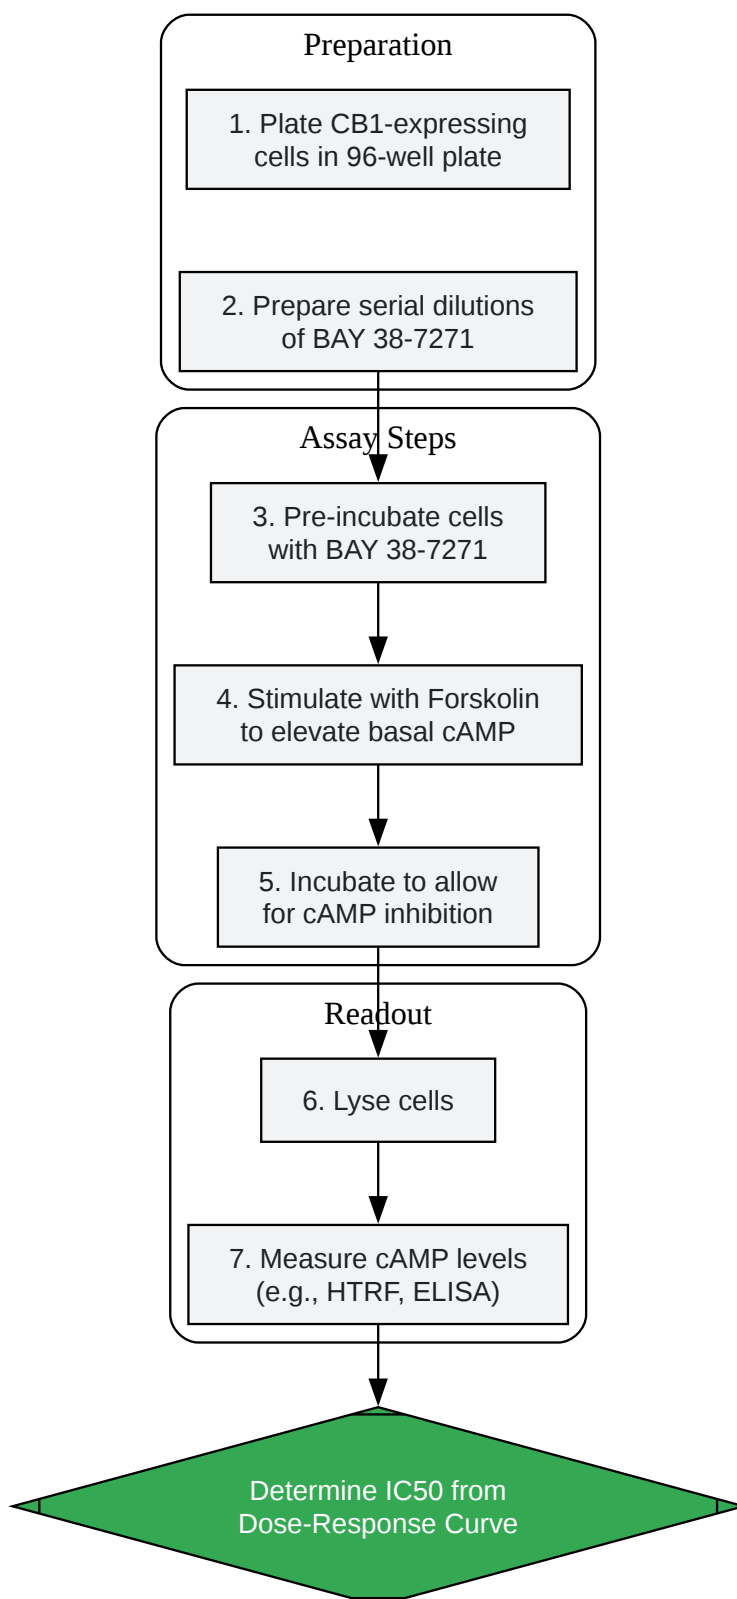 Preparation
1. Plate CB1-expressing
cells in 96-well plate
2. Prepare serial dilutions
of BAY 38-7271
Assay Steps
3. Pre-incubate cells
with BAY 38-7271
4. Stimulate with Forskolin
to elevate basal cAMP
5. Incubate to allow
for cAMP inhibition
Readout
6. Lyse cells
7. Measure cAMP levels
(e.g., HTRF, ELISA)
Determine IC50 from
Dose-Response Curve